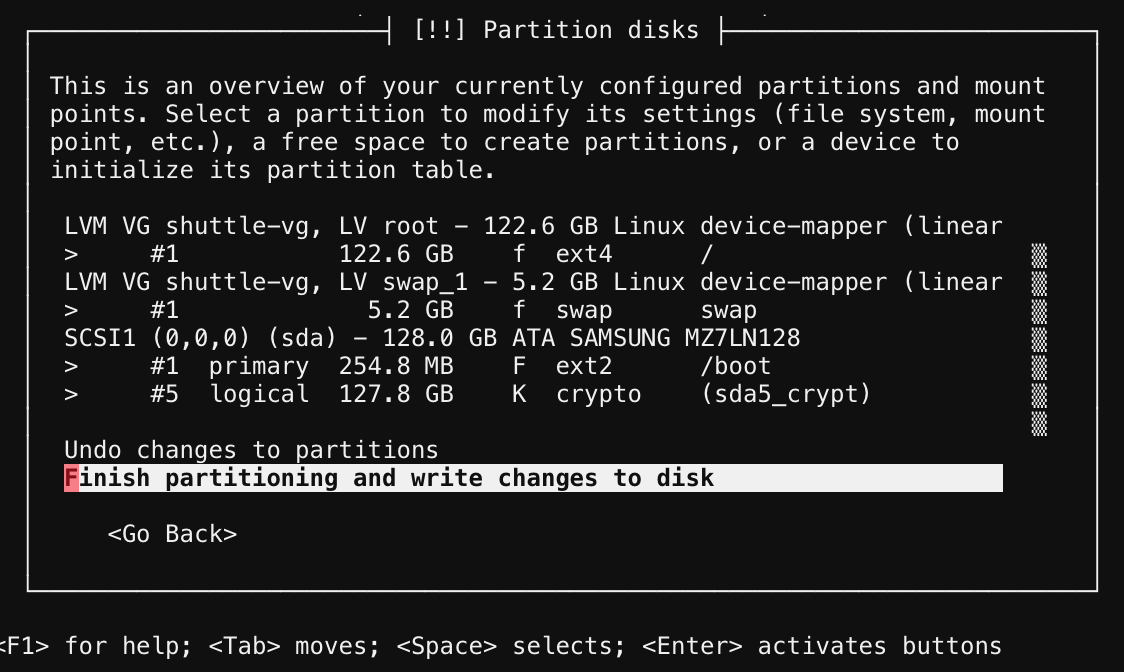 [!!] Partition disks
This is an overview of your currently configured partitions and mount
points. Select a partition to modify its settings (file system, mount
point, etc.), a free space to create partitions, or a device to
initialize its partition table.
LVM VG shuttle-vg, LV root - 122.6 GB Linux device-mapper (linear
>     #1           122.6 GB    f  ext4      /
LVM VG shuttle-vg, LV swap_1 - 5.2 GB Linux device-mapper (linear
>     #1             5.2 GB    f  swap      swap
SCSI1 (0,0,0) (sda) - 128.0 GB ATA SAMSUNG MZ7LN128
>     #1  primary  254.8 MB    F  ext2      /boot
>     #5  logical  127.8 GB    K  crypto    (sda5_crypt)
Undo changes to partitions
Finish partitioning and write changes to disk
<Go Back>
<F1> for help; <Tab> moves; <Space> selects; <Enter> activates buttons